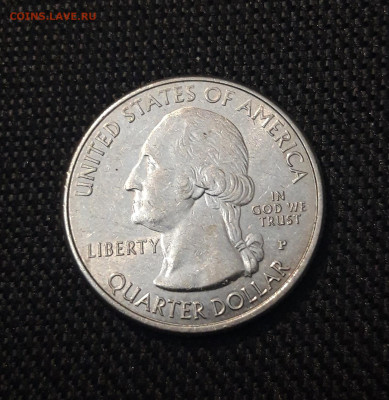 COINS.LAVE.RU
UNITED STATES OF AMERICA
IN
GOD WE
TRUST
LIBERTY
P
QUARTER DOLLAR